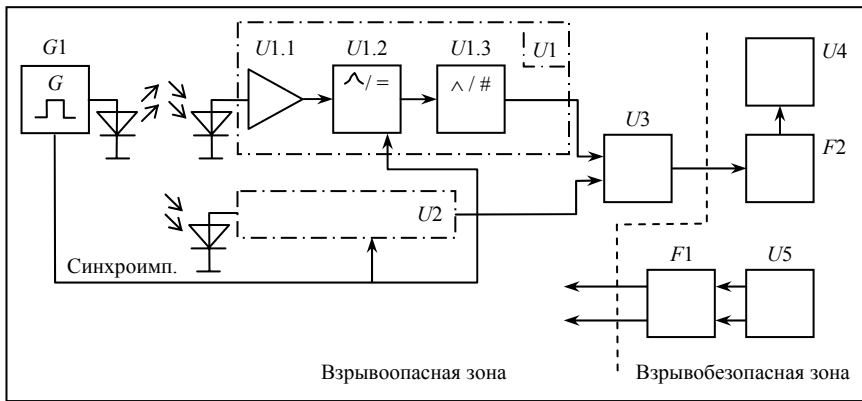 G1
G
U1.1
U1.2
U1.3
U1
∧/=
∧/#
U2
Синхроимп.
U3
U4
F2
F1
U5
Взрывоопасная зона
Взрывобезопасная зона